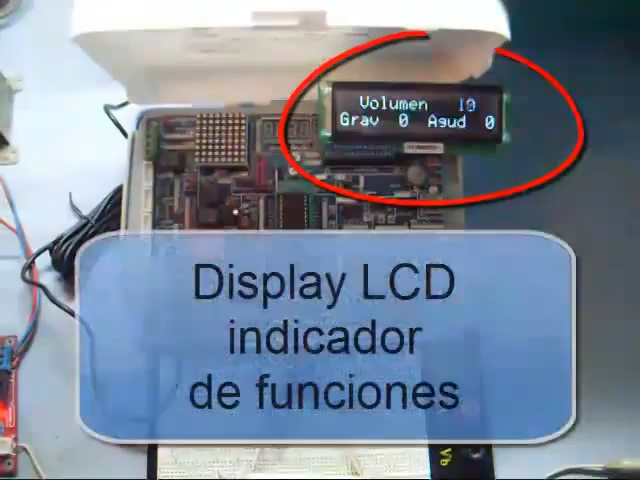 Volumen 10
Grav 0 Agud 0
Display LCD
indicador
de funciones